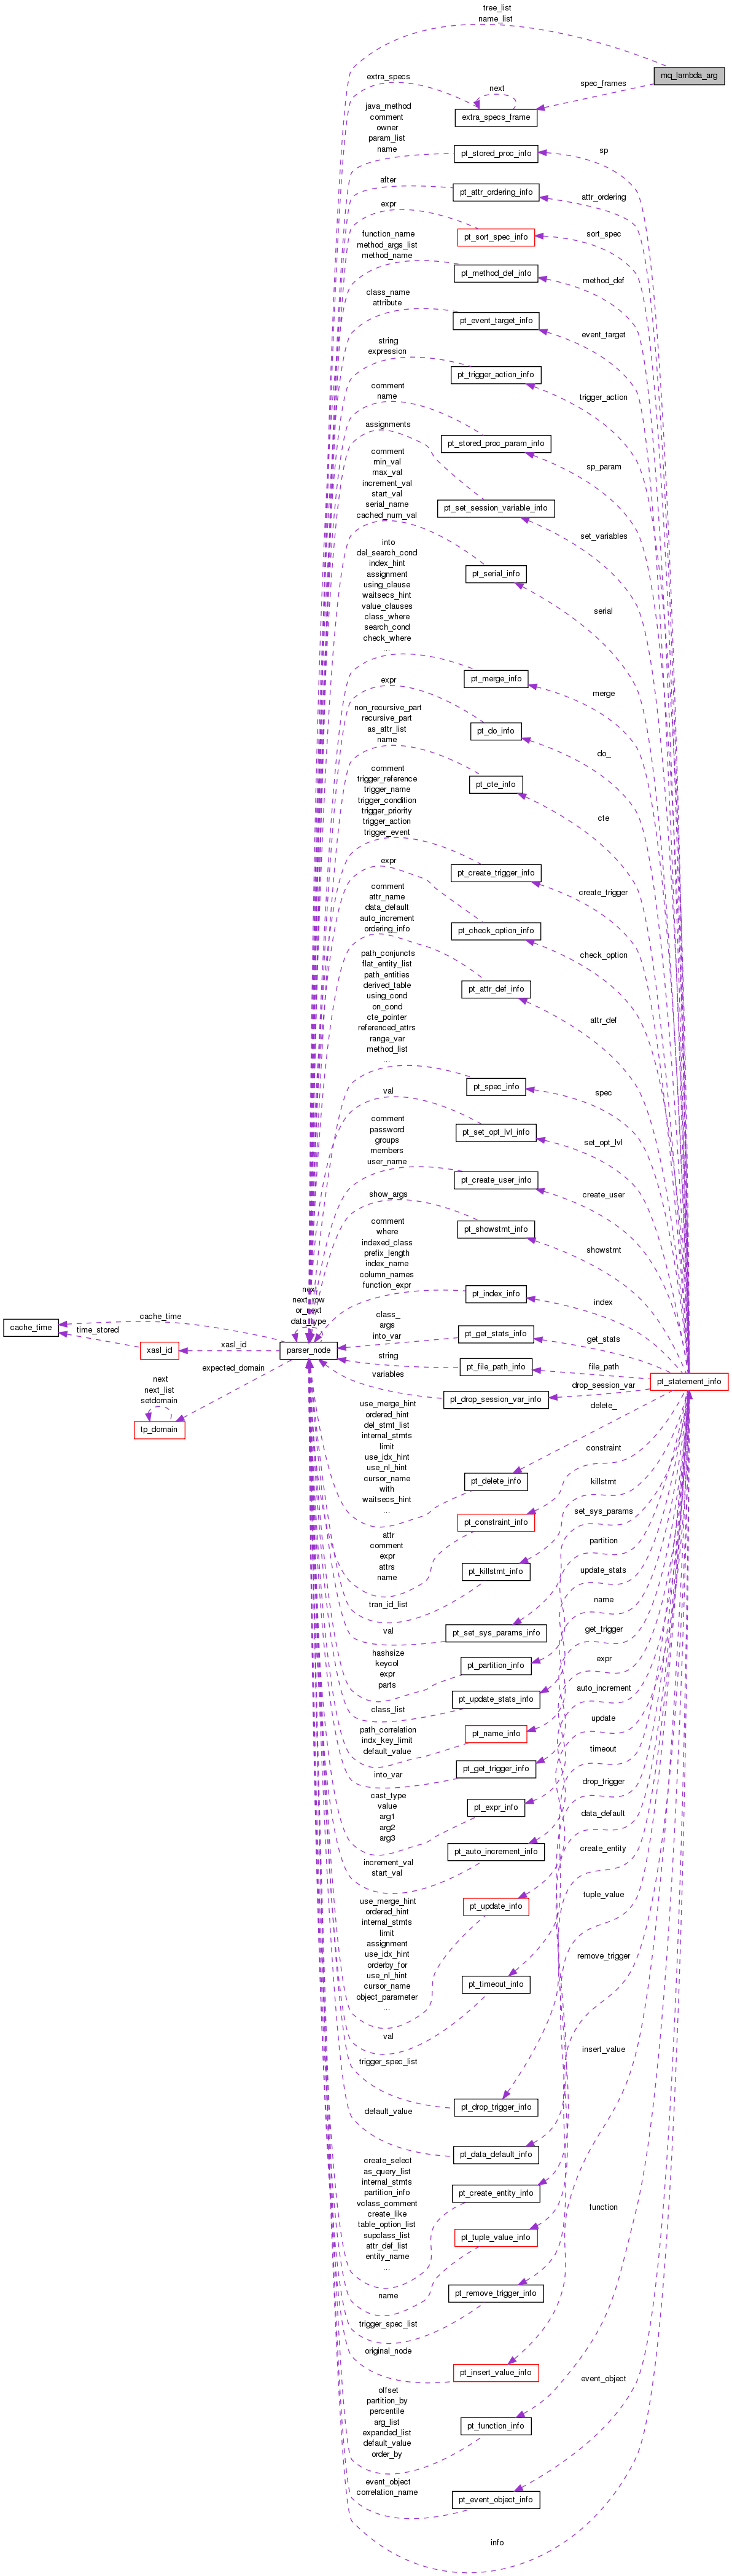 tree_list
name_list
mq_lambda_arg
extra_specs
spec_frames
next
extra_specs_frame
java_method
comment
owner
param_list
name
sp
pt_stored_proc_info
after
attr_ordering
pt_attr_ordering_info
expr
sort_spec
pt_sort_spec_info
function_name
method_args_list
method_name
method_def
pt_method_def_info
class_name
attribute
event_target
pt_event_target_info
string
expression
trigger_action
pt_trigger_action_info
comment
name
sp_param
pt_stored_proc_param_info
assignments
set_variables
pt_set_session_variable_info
comment
min_val
max_val
increment_val
start_val
serial_name
cached_num_val
serial
pt_serial_info
into
del_search_cond
index_hint
assignment
using_clause
waitsecs_hint
value_clauses
class_where
search_cond
check_where
...
merge
pt_merge_info
expr
do_
pt_do_info
non_recursive_part
recursive_part
as_attr_list
name
cte
pt_cte_info
comment
trigger_reference
trigger_name
trigger_condition
trigger_priority
trigger_action
trigger_event
create_trigger
pt_create_trigger_info
expr
check_option
pt_check_option_info
comment
attr_name
data_default
auto_increment
ordering_info
attr_def
pt_attr_def_info
path_conjuncts
flat_entity_list
path_entities
derived_table
using_cond
on_cond
cte_pointer
referenced_attrs
range_var
method_list
...
spec
pt_spec_info
val
set_opt_lvl
pt_set_opt_lvl_info
comment
password
groups
members
user_name
create_user
pt_create_user_info
show_args
showstmt
pt_showstmt_info
comment
where
indexed_class
prefix_length
index_name
column_names
function_expr
index
pt_index_info
next
next_row
or_next
data_type
parser_node
cache_time
cache_time
time_stored
xasl_id
xasl_id
expected_domain
next
next_list
setdomain
tp_domain
class_
args
into_var
get_stats
pt_get_stats_info
string
file_path
pt_file_path_info
variables
drop_session_var
pt_drop_session_var_info
pt_statement_info
use_merge_hint
ordered_hint
del_stmt_list
internal_stmts
limit
use_idx_hint
use_nl_hint
cursor_name
with
waitsecs_hint
...
delete_
pt_delete_info
constraint
pt_constraint_info
attr
comment
expr
attrs
name
killstmt
pt_killstmt_info
tran_id_list
set_sys_params
pt_set_sys_params_info
val
partition
pt_partition_info
hashsize
keycol
expr
parts
update_stats
pt_update_stats_info
class_list
name
pt_name_info
path_correlation
indx_key_limit
default_value
get_trigger
pt_get_trigger_info
into_var
expr
pt_expr_info
cast_type
value
arg1
arg2
arg3
auto_increment
pt_auto_increment_info
increment_val
start_val
update
pt_update_info
use_merge_hint
ordered_hint
internal_stmts
limit
assignment
use_idx_hint
orderby_for
use_nl_hint
cursor_name
object_parameter
...
timeout
pt_timeout_info
val
drop_trigger
pt_drop_trigger_info
trigger_spec_list
data_default
pt_data_default_info
default_value
create_entity
pt_create_entity_info
create_select
as_query_list
internal_stmts
partition_info
vclass_comment
create_like
table_option_list
supclass_list
attr_def_list
entity_name
...
tuple_value
pt_tuple_value_info
name
remove_trigger
pt_remove_trigger_info
trigger_spec_list
insert_value
pt_insert_value_info
original_node
function
pt_function_info
offset
partition_by
percentile
arg_list
expanded_list
default_value
order_by
event_object
pt_event_object_info
event_object
correlation_name
info